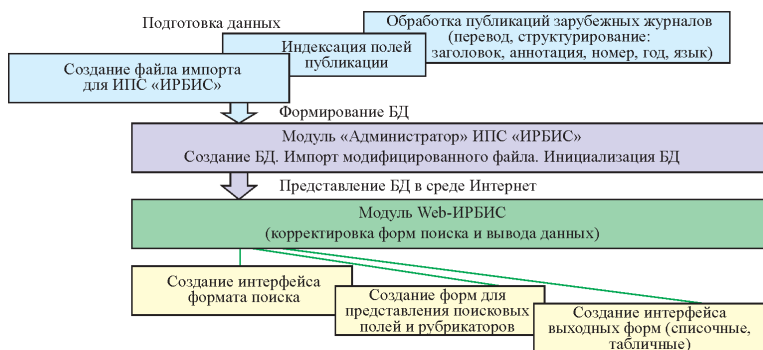 Подготовка данных
Обработка публикаций зарубежных журналов
(перевод, структурирование:
заголовок, аннотация, номер, год, язык)
Индексация полей
публикации
Создание файла импорта
для ИПС «ИРБИС»
Формирование БД
Модуль «Администратор» ИПС «ИРБИС»
Создание БД. Импорт модифицированного файла. Инициализация БД
Представление БД в среде Интернет
Модуль Web-ИРБИС
(корректировка форм поиска и вывода данных)
Создание интерфейса
формата поиска
Создание форм для
представления поисковых
полей и рубрикаторов
Создание интерфейса
выходных форм (списочные,
табличные)